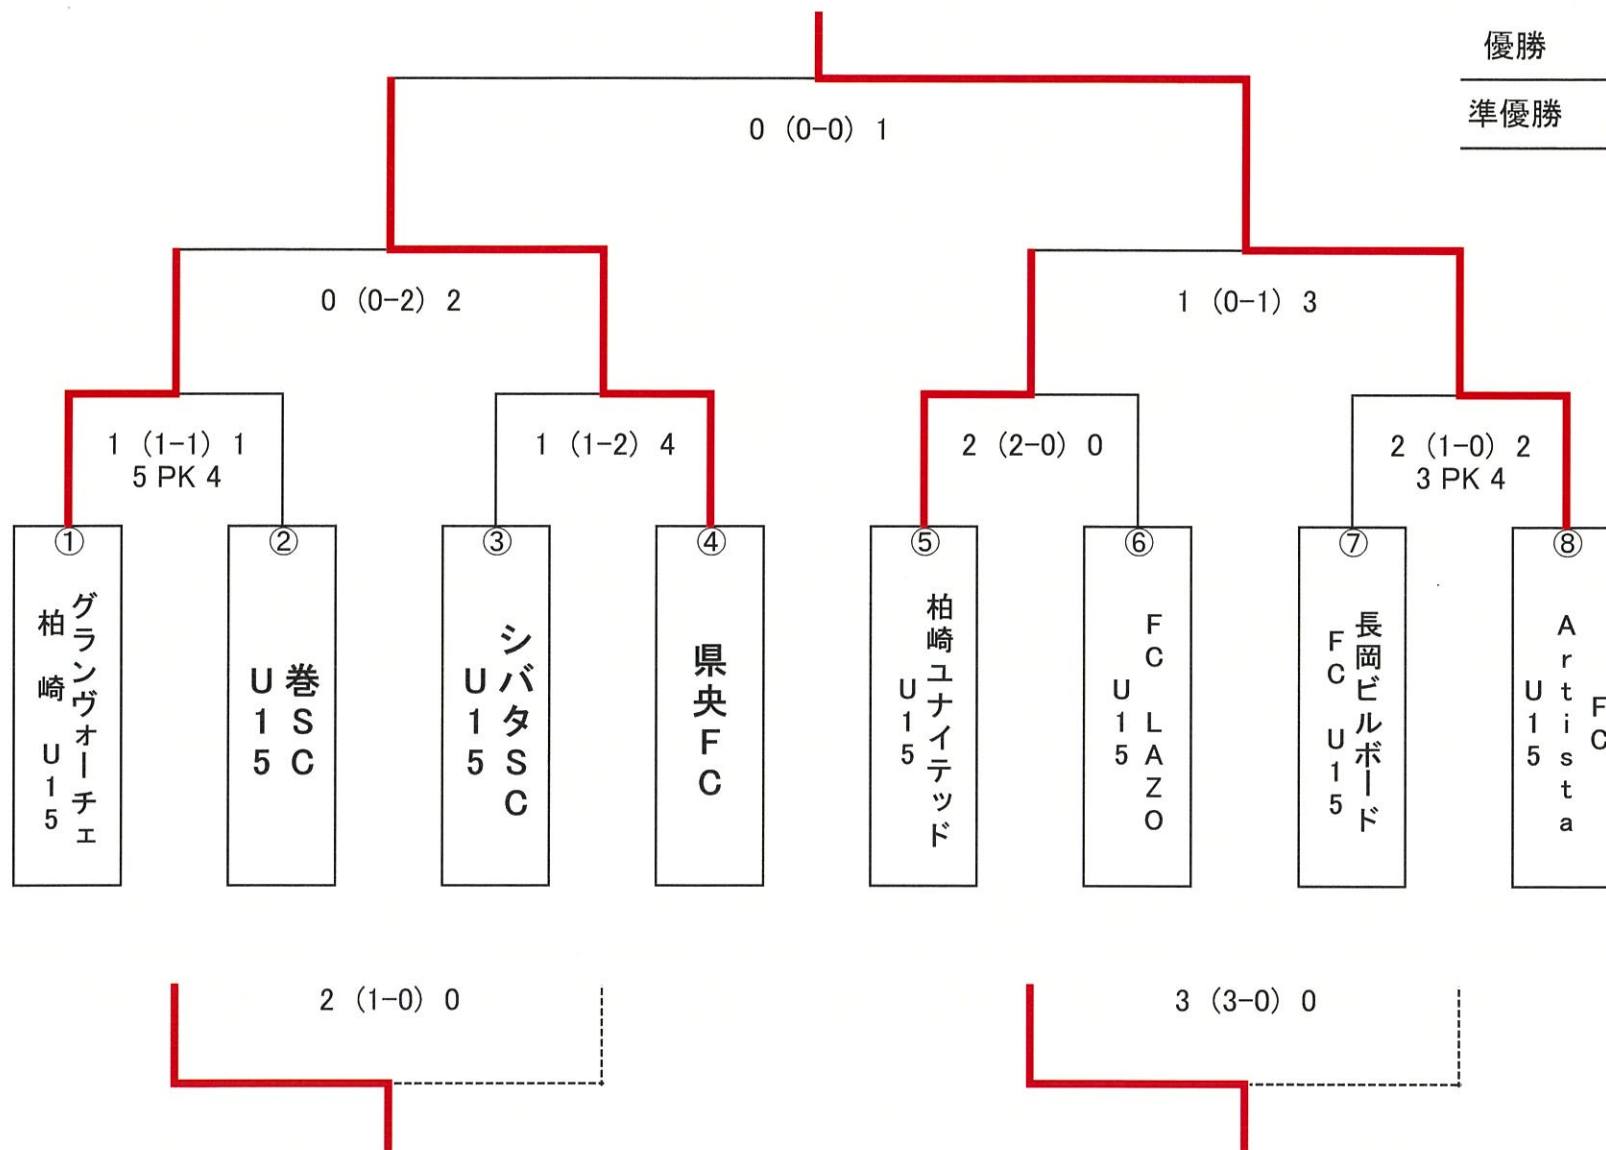 優勝
準優勝
0 (0-0) 1
0 (0-2) 2
1 (0-1) 3
1 (1-1) 1
5 PK 4
1 (1-2) 4
2 (2-0) 0
2 (1-0) 2
3 PK 4
①
グランヴォーチェ
柏崎 U15
②
巻SC
U15
③
シバタSC
U15
④
県央FC
⑤
柏崎ユナイテッド
U15
⑥
FC LAZO
U15
⑦
長岡ビルボード
FC U15
⑧
FC
Artista
U15
2 (1-0) 0
3 (3-0) 0